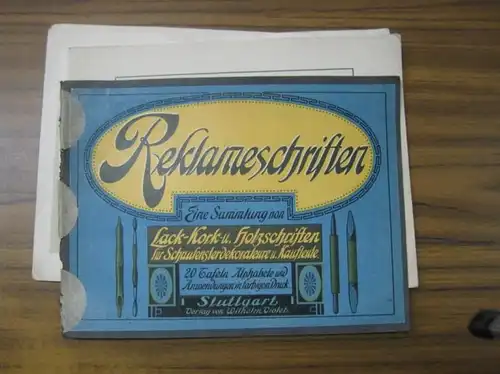 Reklameschriften
Eine Sammlung von
Lack-Kork-u. Holzschriften
für Schaufensterdekorateure u. Kaufleute.
20 Tafeln, Alphabete und
Anwendungen in farbigem Druck.
Stuttgart
Verlag von Wilhelm Violet.